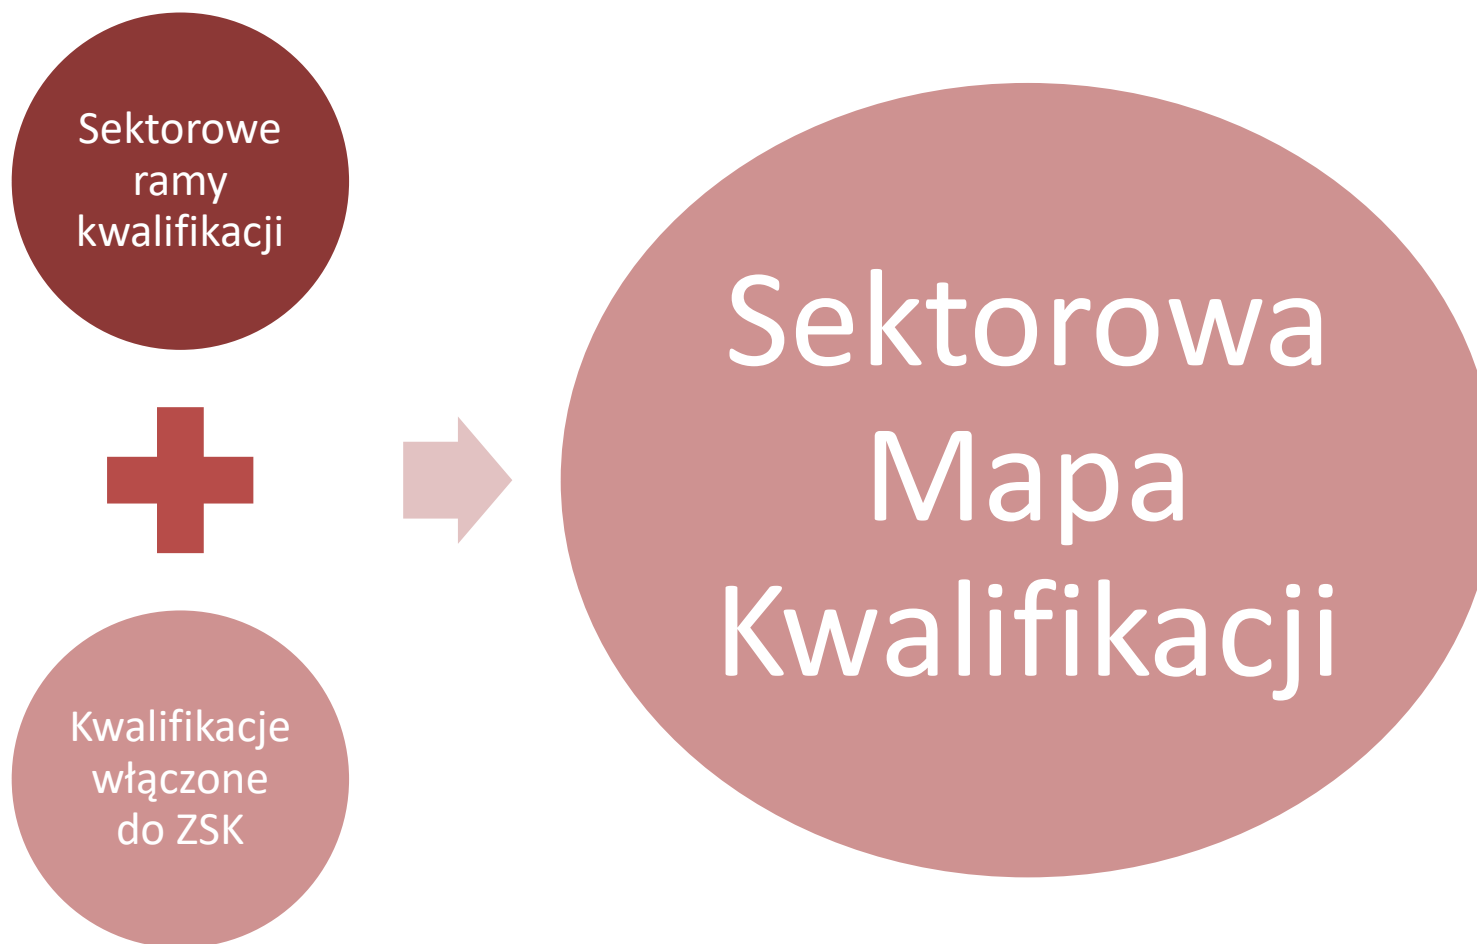 Sektorowe
ramy
kwalifikacji
Kwalifikacje
włączone
do ZSK
Sektorowa
Mapa
Kwalifikacji